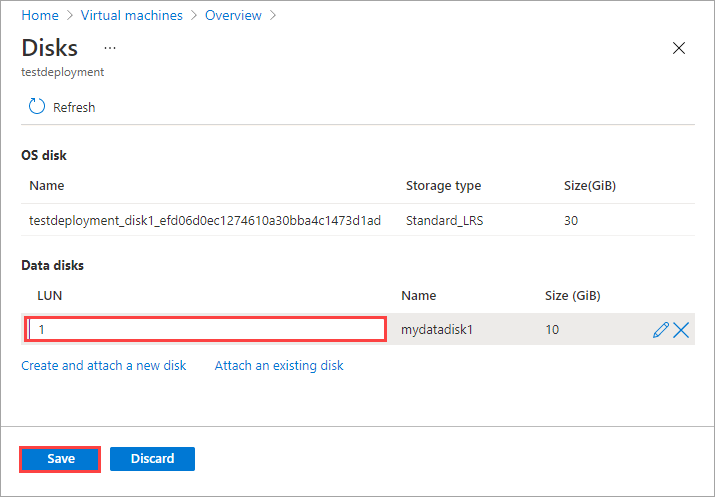 Home > Virtual machines > Overview >
Disks ...
testdeployment
Refresh
OS disk
Name Storage type Size(GiB)
testdeployment_disk1_efd06d0ec1274610a30bba4c1473d1ad Standard_LRS 30
Data disks
LUN Name Size (GiB)
1 mydatadisk1 10
Create and attach a new disk Attach an existing disk
Save Discard